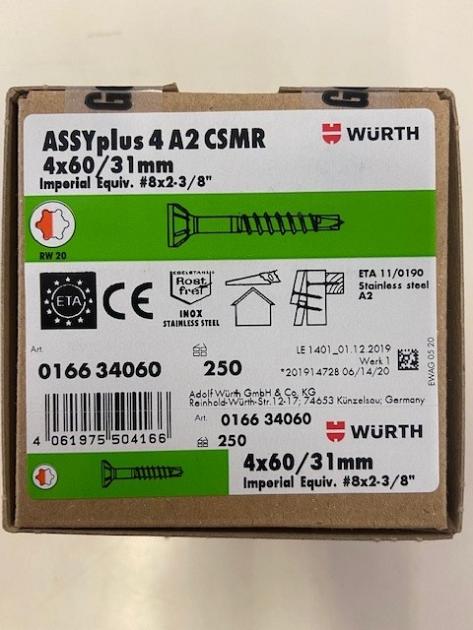 ASSYplus 4 A2 CSMR
WÜRTH
4x60/31mm
Imperial Equiv. #8x2-3/8"
RW 20
ETA
CE
EDELSTAHL
Rost
frei
INOX
STAINLESS STEEL
ETA 11/0190
Stainless steel
A2
Art.
0166 34060
250
LE 1401_01.12.2019
Werk 1
*201914728 06/14/20
EWAG 05 20
4 061975 504166
Adolf Würth GmbH & Co. KG
Reinhold-Würth-Str.12-17; 74653 Künzelsau; Germany
Art. 0166 34060
250
WÜRTH
4x60/31mm
Imperial Equiv. #8x2-3/8"